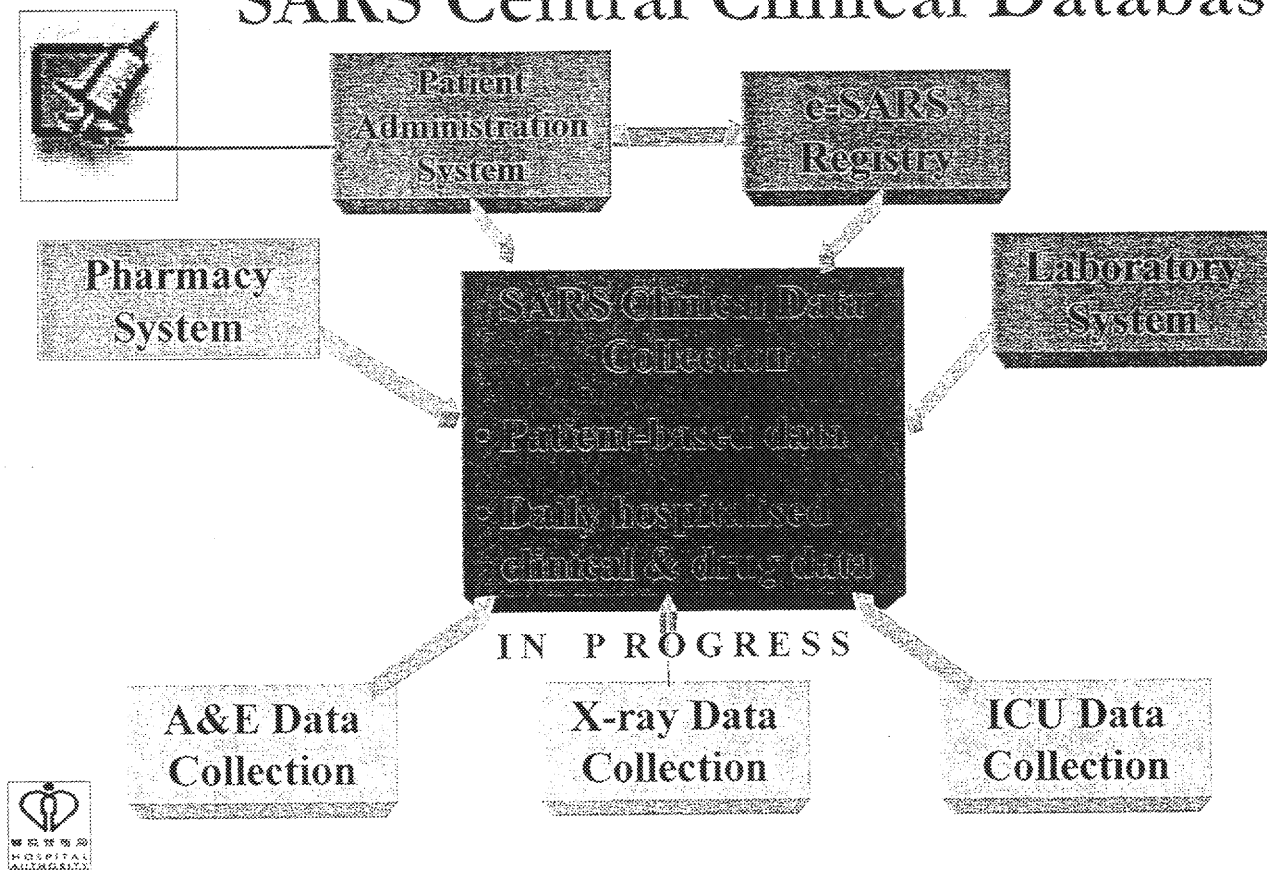 SARS Central Clinical Databas
Patient
Administration
System
e-SARS
Registry
Pharmacy
System
Laboratory
System
SARS Clinical Data
Collection
• Patient-based data
• Daily hospitalised
clinical & drug data
IN PROGRESS
A&E Data
Collection
X-ray Data
Collection
ICU Data
Collection
HOSPITAL
AUTHORITY